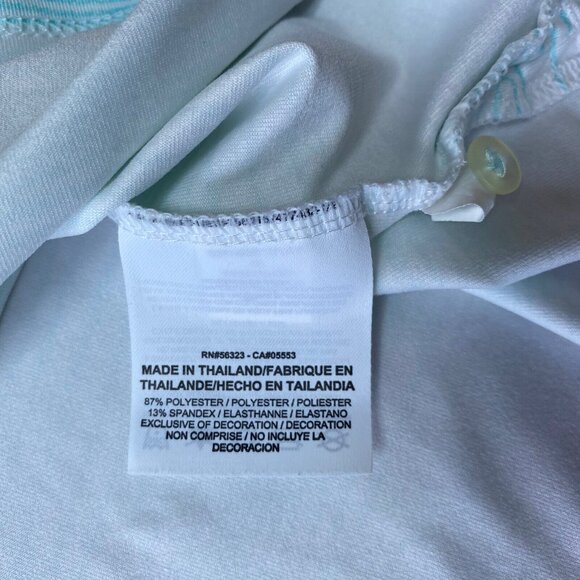 RN#56323 - CA#05553
MADE IN THAILAND/FABRIQUE EN
THAILANDE/HECHO EN TAILANDIA
87% POLYESTER / POLYESTER / POLIESTER
13% SPANDEX / ELASTHANNE / ELASTANO
EXCLUSIVE OF DECORATION / DECORATION
NON COMPRISE / NO INCLUYE LA
DECORACION